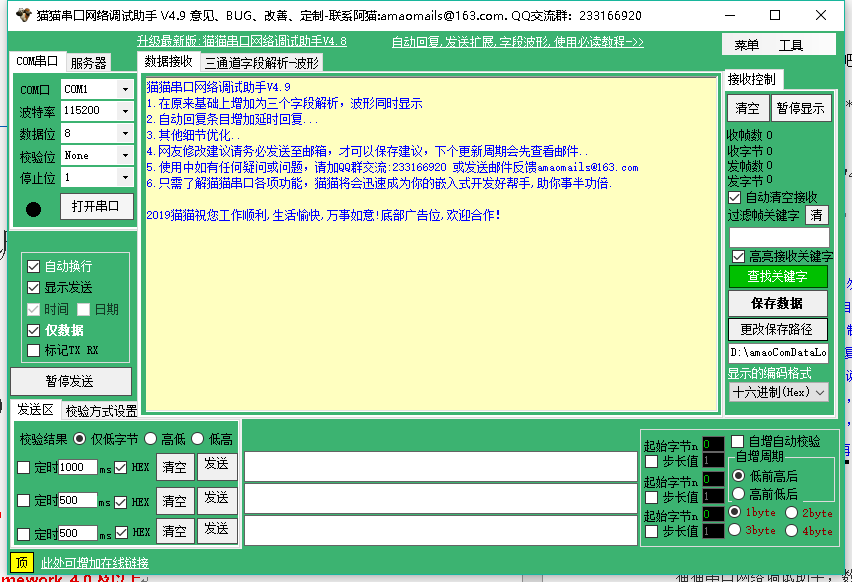 猫猫串口网络调试助手 V4.9 意见、BUG、改善、定制-联系阿猫:amaomails@163.com. QQ交流群：233166920
升级最新版:猫猫串口网络调试助手V4.8
自动回复,发送扩展,字段波形,使用必读教程-->>
菜单 工具
COM串口 服务器
数据接收 三通道字段解析-波形
接收控制
COM口 COM1
波特率 115200
数据位 8
校验位 None
停止位 1
打开串口
猫猫串口网络调试助手V4.9
1.在原来基础上增加为三个字段解析，波形同时显示
2.自动回复条目增加延时回复...
3.其他细节优化..
4.网友修改建议请务必发送至邮箱，才可以保存建议，下个更新周期会先查看邮件..
5.使用中如有任何疑问或问题，请加QQ群交流:233166920 或发送邮件反馈amaomails@163.com
6.只需了解猫猫串口各项功能，猫猫将会迅速成为你的嵌入式开发好帮手,助你事半功倍.
2019猫猫祝您工作顺利,生活愉快,万事如意!底部广告位,欢迎合作!
清空 暂停显示
收帧数 0
收字节 0
发帧数 0
发字节 0
自动清空接收
过滤帧关键字 清
高亮接收关键字
查找关键字
保存数据
更改保存路径
D:\amaoComDataLo
显示的编码格式
十六进制(Hex)
自动换行
显示发送
时间 日期
仅数据
标记TX RX
暂停发送
发送区 校验方式设置
校验结果 仅低字节 高低 低高
定时 1000 ms HEX 清空 发送
定时 500 ms HEX 清空 发送
定时 500 ms HEX 清空 发送
起始字节n 0
步长值 1
起始字节n 0
步长值 1
起始字节n 0
步长值 1
自增自动校验
自增周期
低前高后
高前低后
1byte 2byte
3byte 4byte
顶 此处可增加在线链接